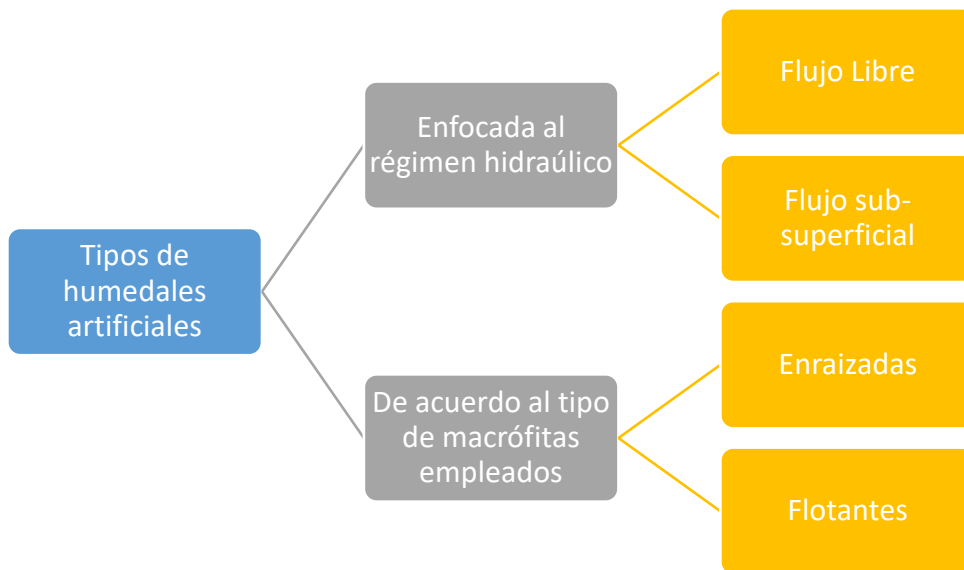 Tipos de
humedales
artificiales
Enfocada al
régimen hidraúlico
Flujo Libre
Flujo sub-
superficial
De acuerdo al tipo
de macrófitas
empleados
Enraizadas
Flotantes